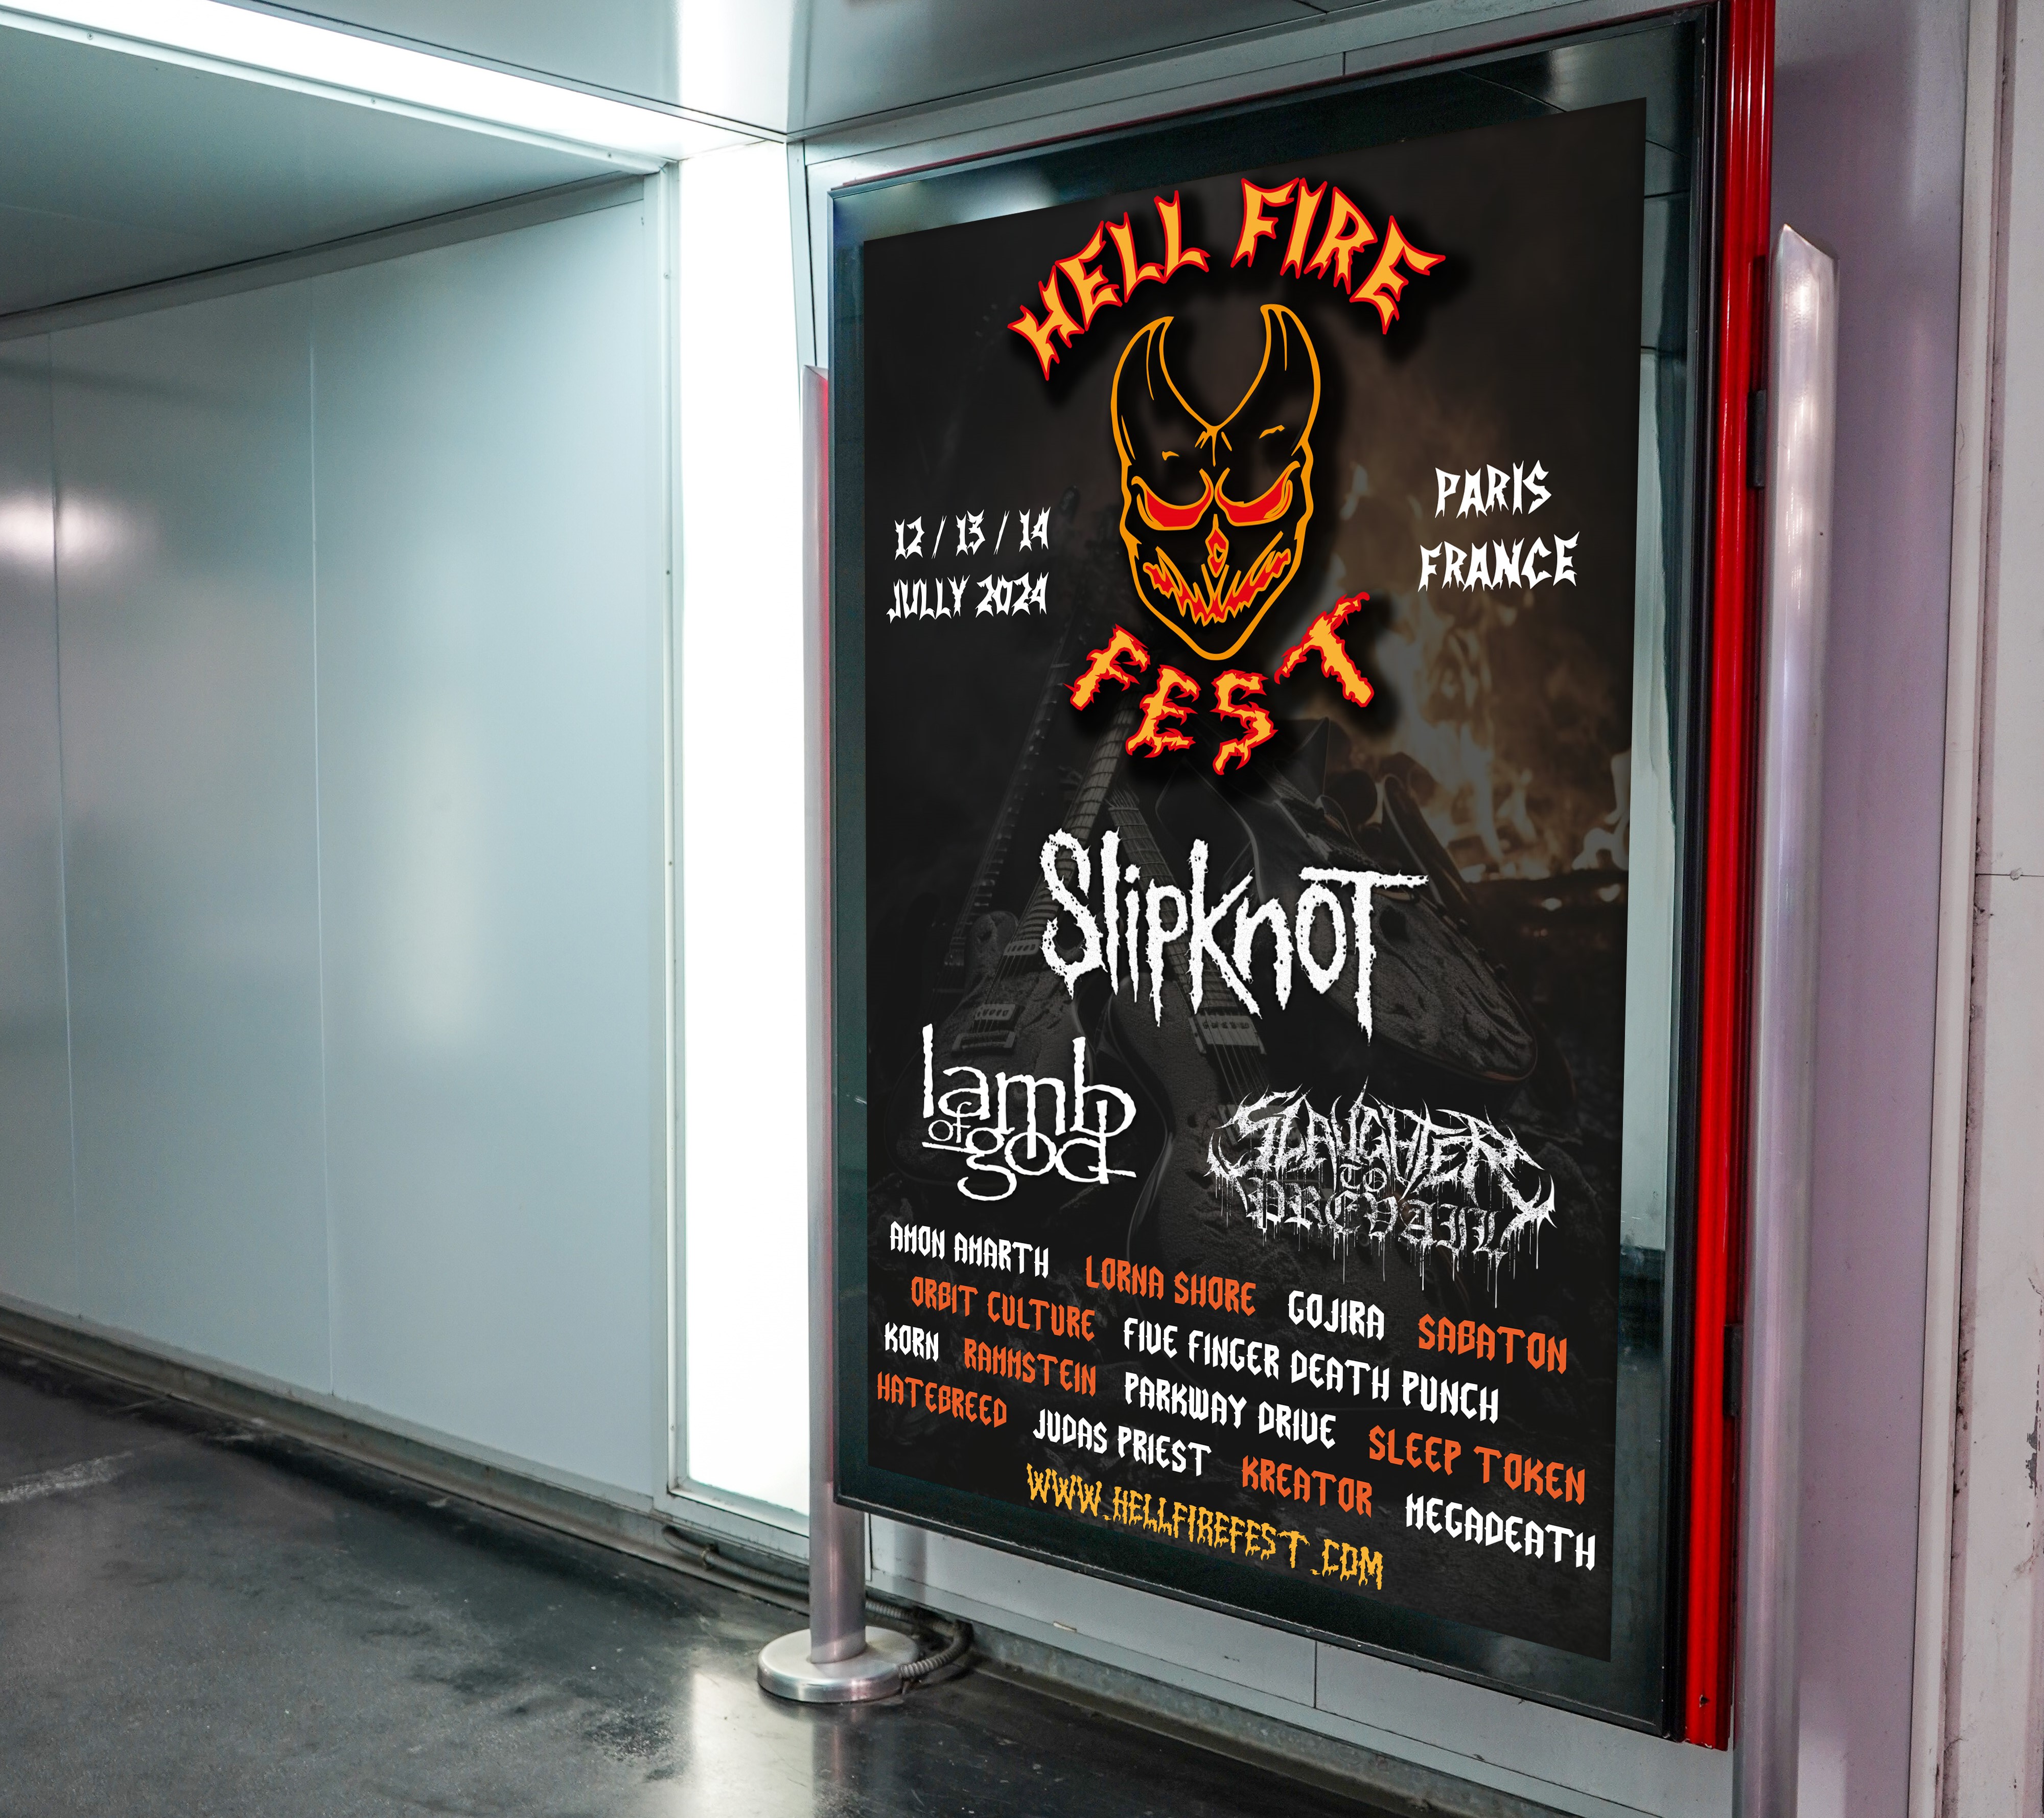 HELL FIRE
FEST
12 / 13 / 14
JULLY 2024
PARIS
FRANCE
SlipknoT
lamb
of god
SLAUGHTER
TO
PREVAIL
AMON AMARTH LORNA SHORE GOJIRA SABATON
ORBIT CULTURE FIVE FINGER DEATH PUNCH
KORN RAMMSTEIN PARKWAY DRIVE SLEEP TOKEN
HATEBREED JUDAS PRIEST KREATOR MEGADEATH
WWW.HELLFIREFEST.COM